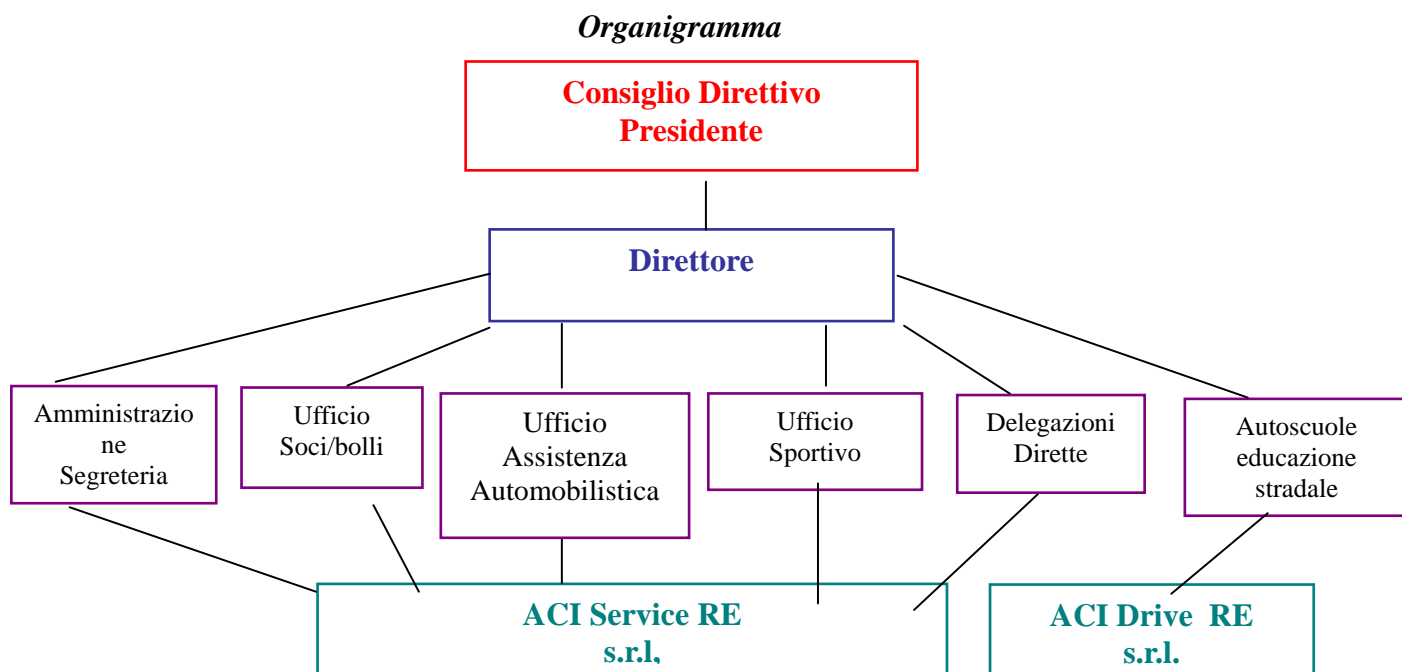 Organigramma
Consiglio Direttivo
Presidente
Direttore
Amministrazio
ne
Segreteria
Ufficio
Soci/bolli
Ufficio
Assistenza
Automobilistica
Ufficio
Sportivo
Delegazioni
Dirette
Autoscuole
educazione
stradale
ACI Service RE
s.r.l,
ACI Drive RE
s.r.l.